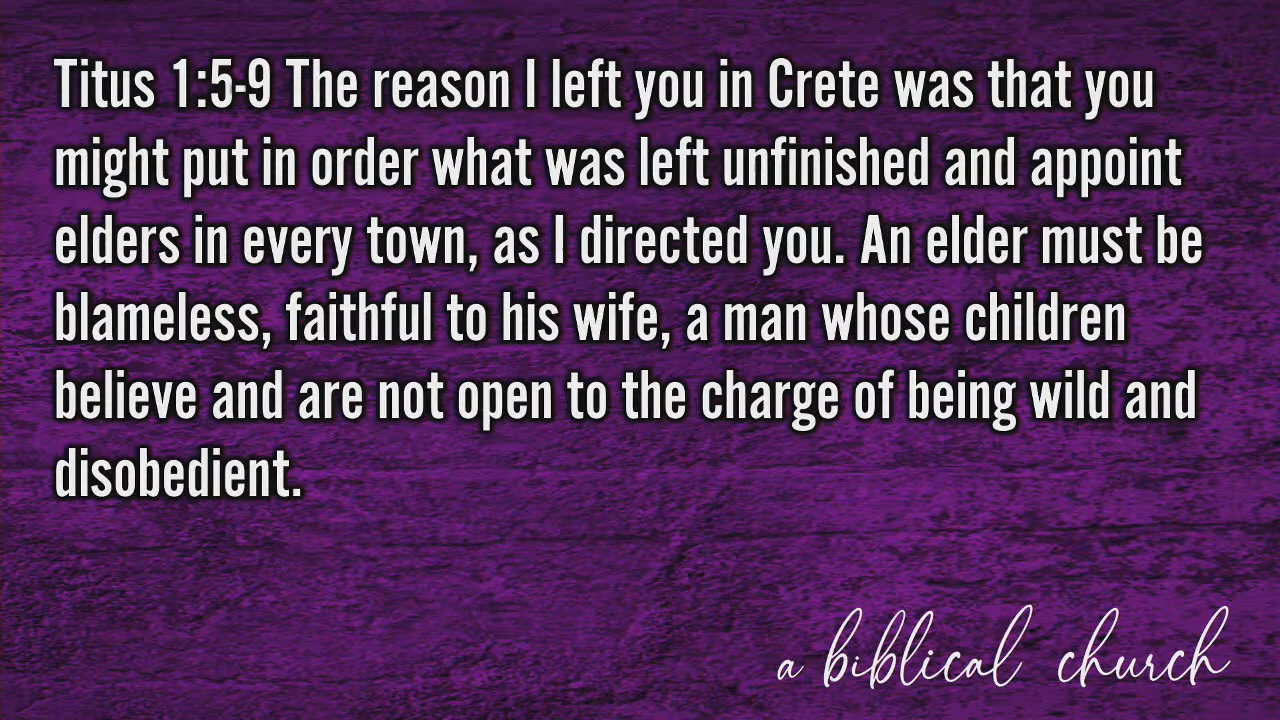 Titus 1:5-9 The reason I left you in Crete was that you
might put in order what was left unfinished and appoint
elders in every town, as I directed you. An elder must be
blameless, faithful to his wife, a man whose children
believe and are not open to the charge of being wild and
disobedient.
a biblical church